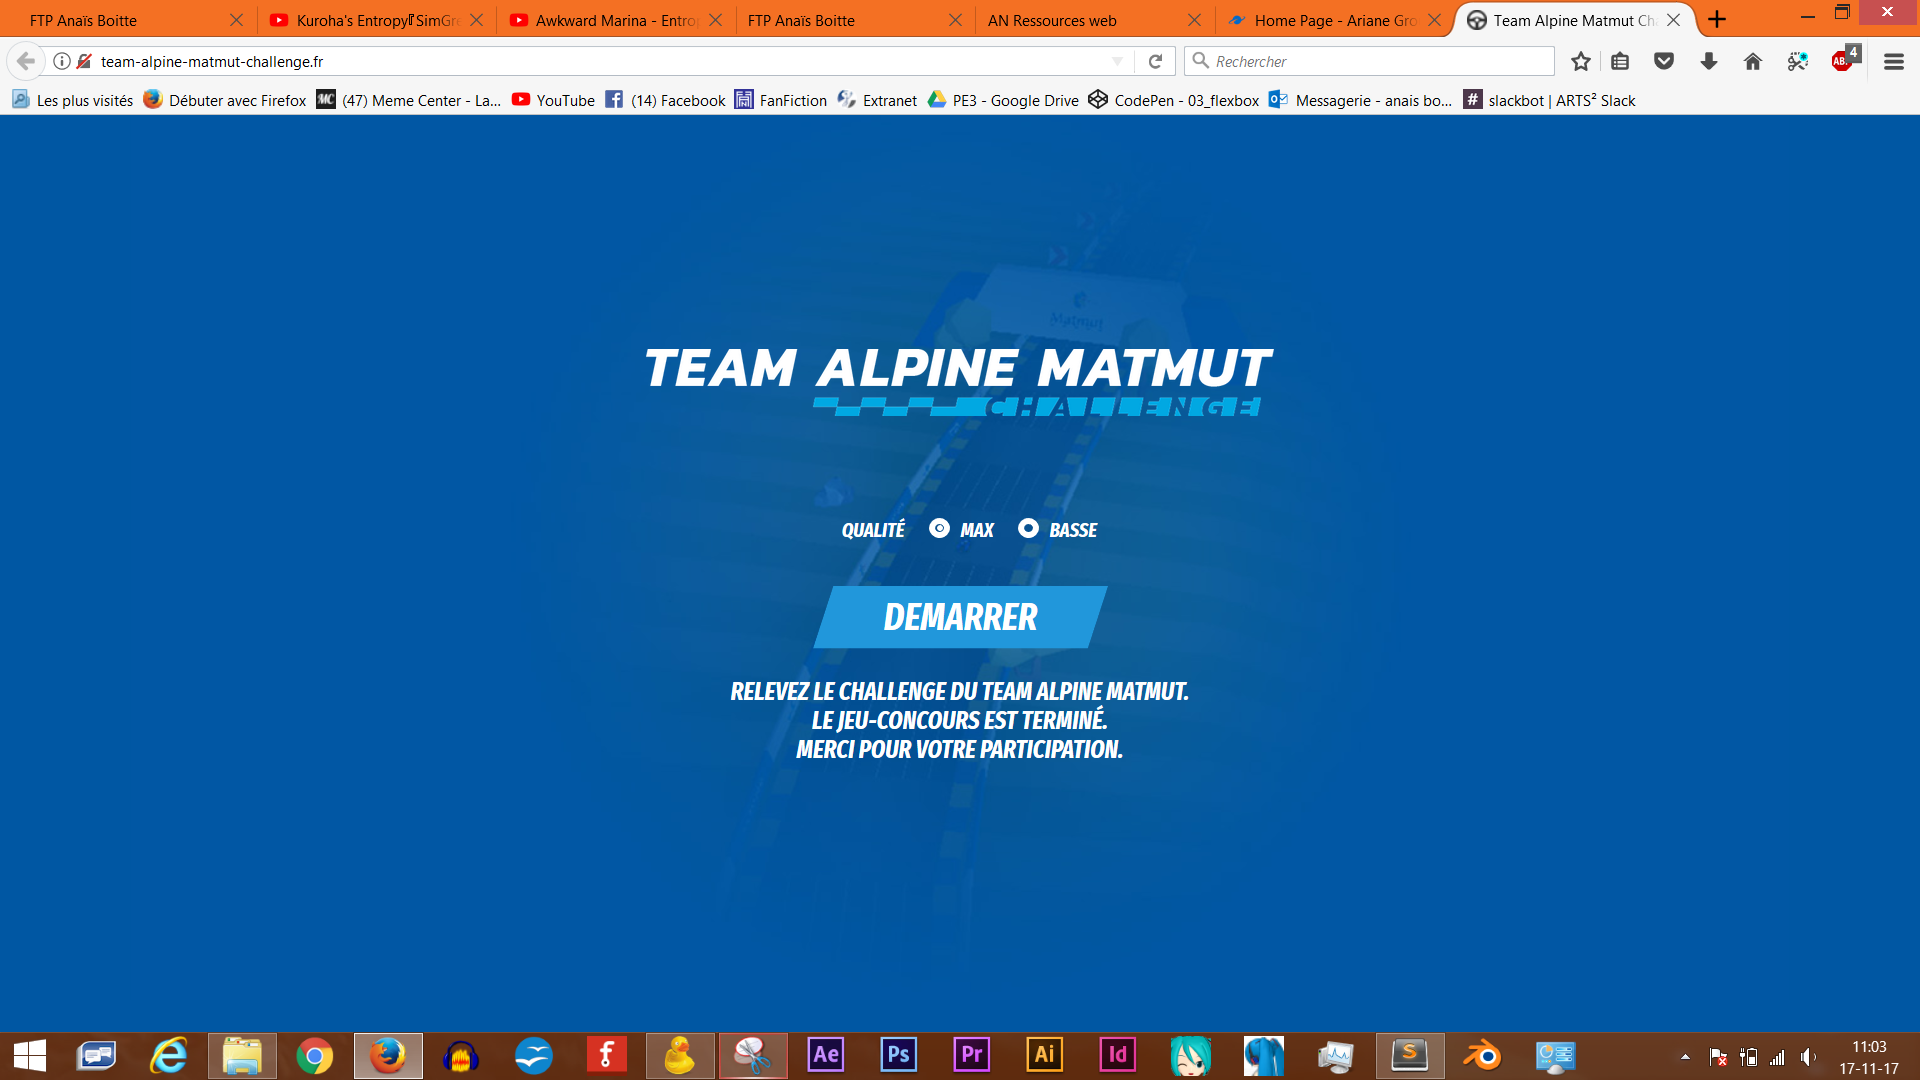 FTP Anaïs Boitte
Kuroha's Entropy SimGr
Awkward Marina - Entrop
FTP Anaïs Boitte
AN Ressources web
Home Page - Ariane Gro
Team Alpine Matmut Ch
team-alpine-matmut-challenge.fr
Rechercher
ABP
4
Les plus visités
Débuter avec Firefox
MC
(47) Meme Center - La...
YouTube
(14) Facebook
FanFiction
Extranet
PE3 - Google Drive
CodePen - 03_flexbox
Messagerie - anais bo...
slackbot | ARTS² Slack
Matmut
TEAM ALPINE MATMUT
CHALLENGE
QUALITÉ
MAX
BASSE
DEMARRER
RELEVEZ LE CHALLENGE DU TEAM ALPINE MATMUT.
LE JEU-CONCOURS EST TERMINÉ.
MERCI POUR VOTRE PARTICIPATION.
Ae
Ps
Pr
Ai
Id
S
11:03
17-11-17